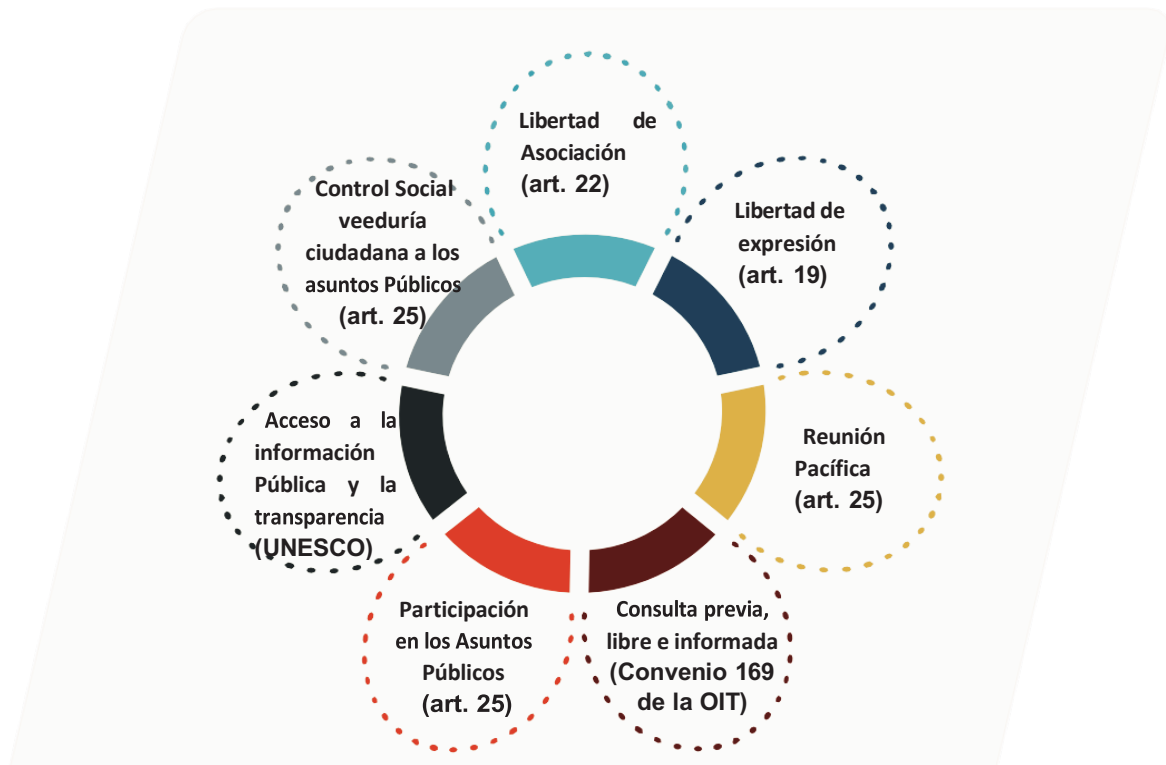 Libertad de
Asociación
(art. 22)
Libertad de
expresión
(art. 19)
Reunión
Pacífica
(art. 25)
Consulta previa,
libre e informada
(Convenio 169
de la OIT)
Participación
en los Asuntos
Públicos
(art. 25)
Acceso a la
información
Pública y la
transparencia
(UNESCO)
Control Social
veeduría
ciudadana a los
asuntos Públicos
(art. 25)